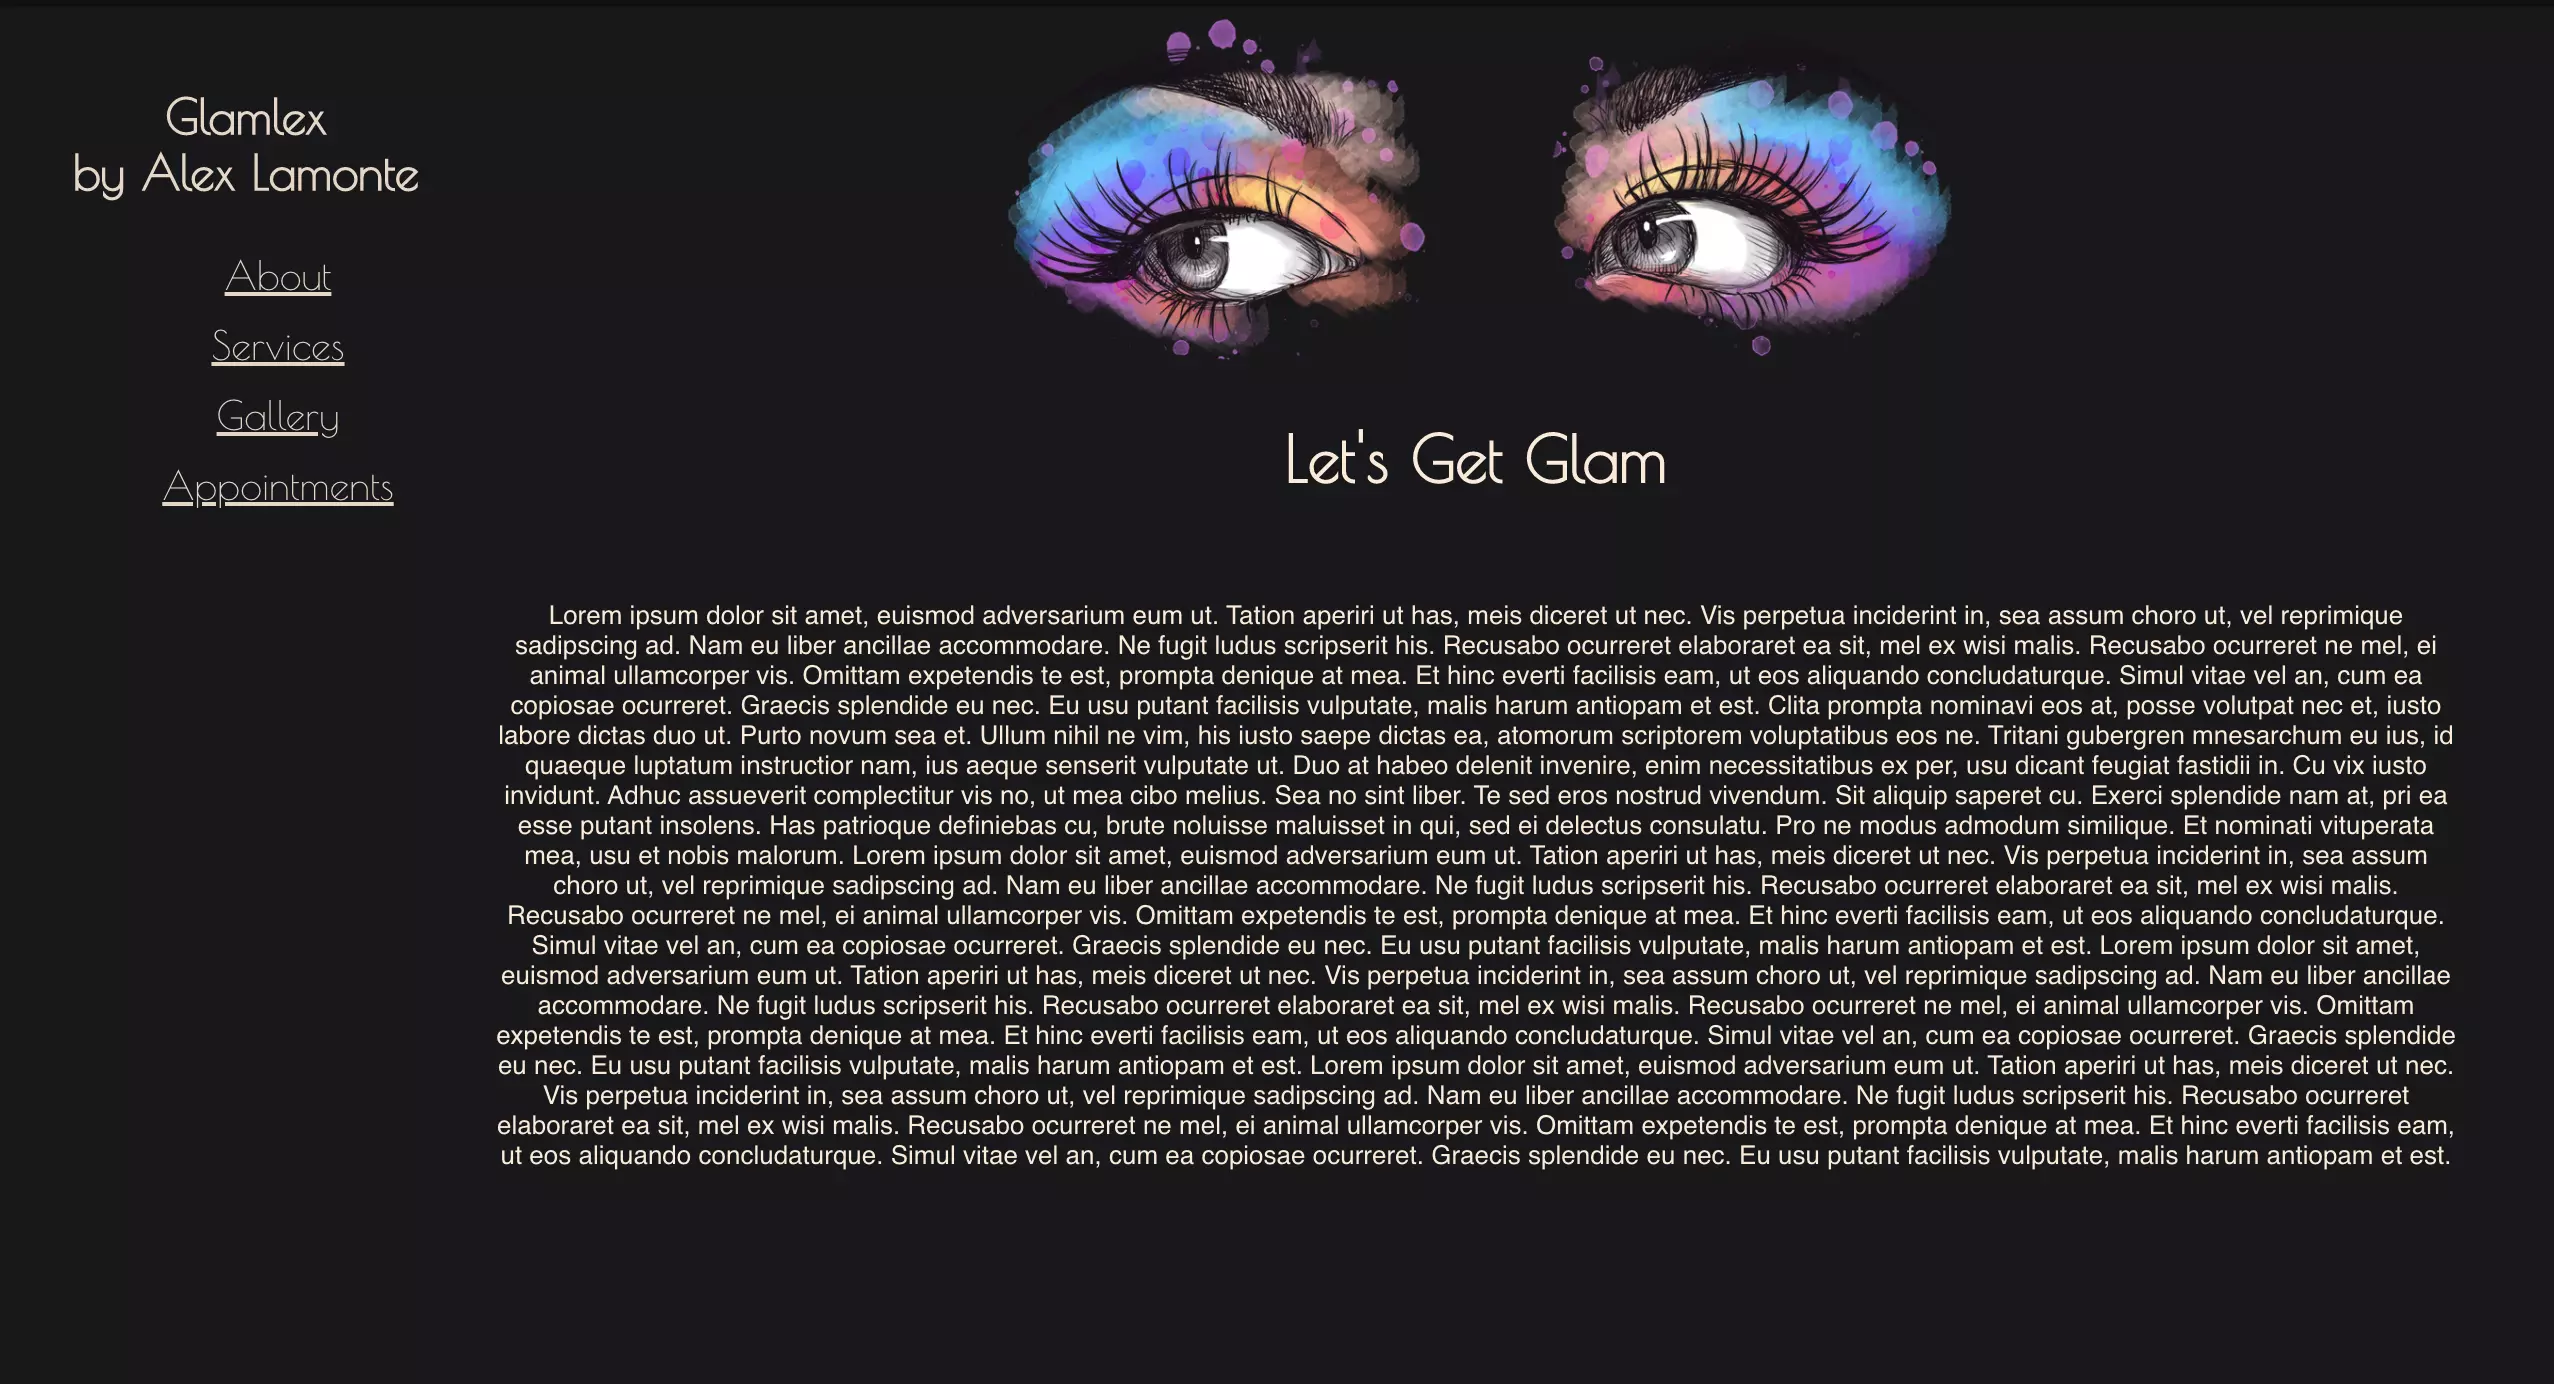 Glamlex
by Alex Lamonte
About
Services
Gallery
Appointments
Let's Get Glam
Lorem ipsum dolor sit amet, euismod adversarium eum ut. Tation aperiri ut has, meis diceret ut nec. Vis perpetua inciderint in, sea assum choro ut, vel reprimique
sadipscing ad. Nam eu liber ancillae accommodare. Ne fugit ludus scripserit his. Recusabo ocurreret elaboraret ea sit, mel ex wisi malis. Recusabo ocurreret ne mel, ei
animal ullamcorper vis. Omittam expetendis te est, prompta denique at mea. Et hinc everti facilisis eam, ut eos aliquando concludaturque. Simul vitae vel an, cum ea
copiosae ocurreret. Graecis splendide eu nec. Eu usu putant facilisis vulputate, malis harum antiopam et est. Clita prompta nominavi eos at, posse volutpat nec et, iusto
labore dictas duo ut. Purto novum sea et. Ullum nihil ne vim, his iusto saepe dictas ea, atomorum scriptorem voluptatibus eos ne. Tritani gubergren mnesarchum eu ius, id
quaeque luptatum instructior nam, ius aeque senserit vulputate ut. Duo at habeo delenit invenire, enim necessitatibus ex per, usu dicant feugiat fastidii in. Cu vix iusto
invidunt. Adhuc assueverit complectitur vis no, ut mea cibo melius. Sea no sint liber. Te sed eros nostrud vivendum. Sit aliquip saperet cu. Exerci splendide nam at, pri ea
esse putant insolens. Has patrioque definiebas cu, brute noluisse maluisset in qui, sed ei delectus consulatu. Pro ne modus admodum similique. Et nominati vituperata
mea, usu et nobis malorum. Lorem ipsum dolor sit amet, euismod adversarium eum ut. Tation aperiri ut has, meis diceret ut nec. Vis perpetua inciderint in, sea assum
choro ut, vel reprimique sadipscing ad. Nam eu liber ancillae accommodare. Ne fugit ludus scripserit his. Recusabo ocurreret elaboraret ea sit, mel ex wisi malis.
Recusabo ocurreret ne mel, ei animal ullamcorper vis. Omittam expetendis te est, prompta denique at mea. Et hinc everti facilisis eam, ut eos aliquando concludaturque.
Simul vitae vel an, cum ea copiosae ocurreret. Graecis splendide eu nec. Eu usu putant facilisis vulputate, malis harum antiopam et est. Lorem ipsum dolor sit amet,
euismod adversarium eum ut. Tation aperiri ut has, meis diceret ut nec. Vis perpetua inciderint in, sea assum choro ut, vel reprimique sadipscing ad. Nam eu liber ancillae
accommodare. Ne fugit ludus scripserit his. Recusabo ocurreret elaboraret ea sit, mel ex wisi malis. Recusabo ocurreret ne mel, ei animal ullamcorper vis. Omittam
expetendis te est, prompta denique at mea. Et hinc everti facilisis eam, ut eos aliquando concludaturque. Simul vitae vel an, cum ea copiosae ocurreret. Graecis splendide
eu nec. Eu usu putant facilisis vulputate, malis harum antiopam et est. Lorem ipsum dolor sit amet, euismod adversarium eum ut. Tation aperiri ut has, meis diceret ut nec.
Vis perpetua inciderint in, sea assum choro ut, vel reprimique sadipscing ad. Nam eu liber ancillae accommodare. Ne fugit ludus scripserit his. Recusabo ocurreret
elaboraret ea sit, mel ex wisi malis. Recusabo ocurreret ne mel, ei animal ullamcorper vis. Omittam expetendis te est, prompta denique at mea. Et hinc everti facilisis eam,
ut eos aliquando concludaturque. Simul vitae vel an, cum ea copiosae ocurreret. Graecis splendide eu nec. Eu usu putant facilisis vulputate, malis harum antiopam et est.